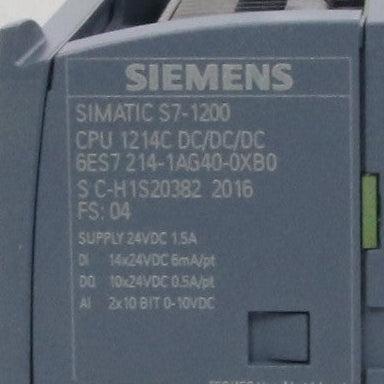 SIEMENS
SIMATIC S7-1200
CPU 1214C DC/DC/DC
6ES7 214-1AG40-0XB0
S C-H1S20382 2016
FS: 04
SUPPLY 24VDC 1.5A
DI 14x24VDC 6mA/pt
DQ 10x24VDC 0.5A/pt
AI 2x10 BIT 0-10VDC